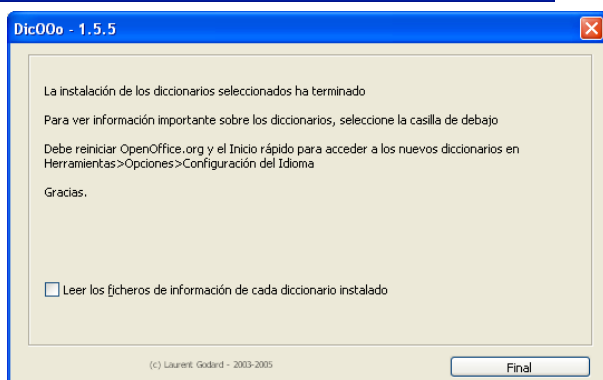 DicOOo - 1.5.5
La instalación de los diccionarios seleccionados ha terminado
Para ver información importante sobre los diccionarios, seleccione la casilla de debajo
Debe reiniciar OpenOffice.org y el Inicio rápido para acceder a los nuevos diccionarios en
Herramientas>Opciones>Configuración del Idioma
Gracias.
Leer los ficheros de información de cada diccionario instalado
(c) Laurent Godard - 2003-2005
Final